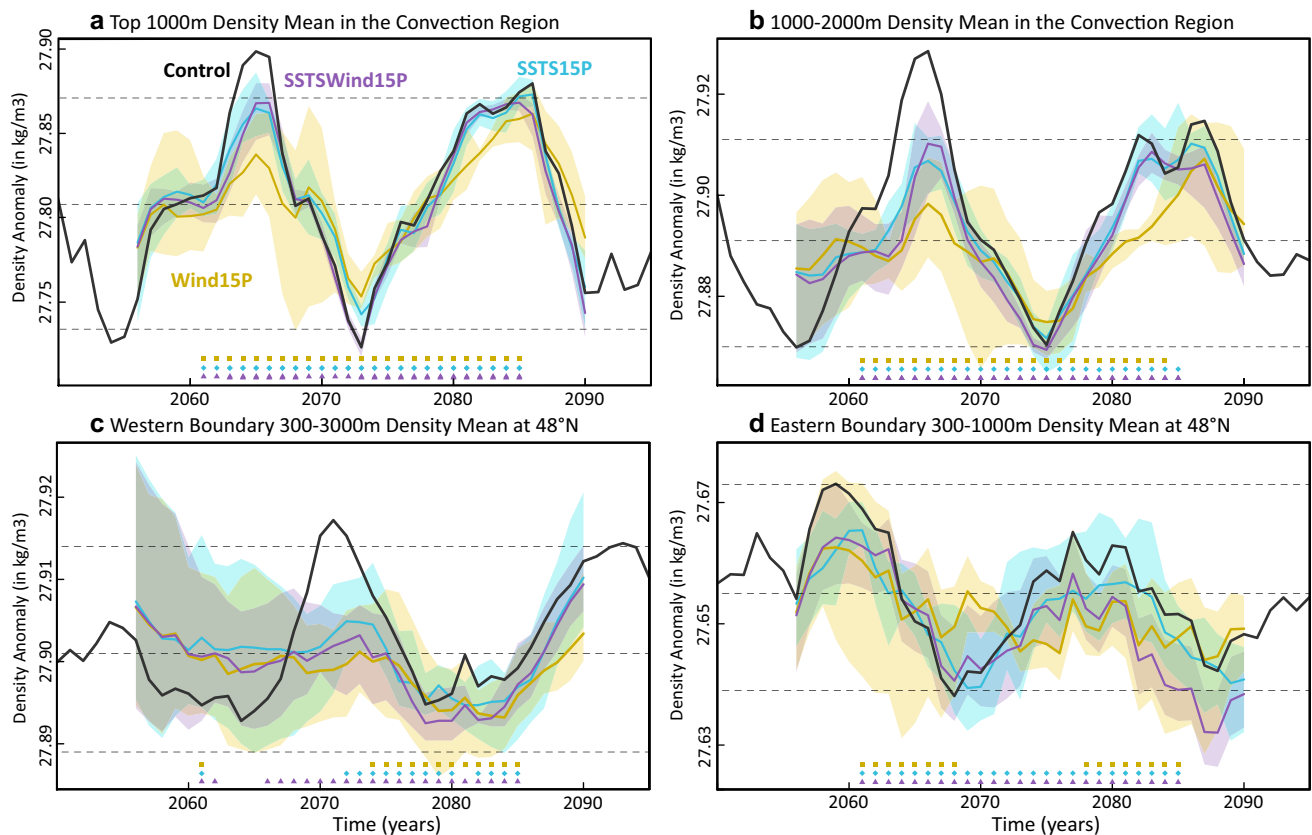 a Top 1000m Density Mean in the Convection Region
Density Anomaly (in kg/m3)
27.90
27.85
27.80
27.75
Control
SSTSWind15P
SSTS15P
Wind15P
2060
2070
2080
2090
b 1000-2000m Density Mean in the Convection Region
Density Anomaly (in kg/m3)
27.92
27.90
27.88
2060
2070
2080
2090
c Western Boundary 300-3000m Density Mean at 48°N
Density Anomaly (in kg/m3)
27.92
27.91
27.90
27.89
2060
2070
2080
2090
Time (years)
d Eastern Boundary 300-1000m Density Mean at 48°N
Density Anomaly (in kg/m3)
27.67
27.65
27.63
2060
2070
2080
2090
Time (years)